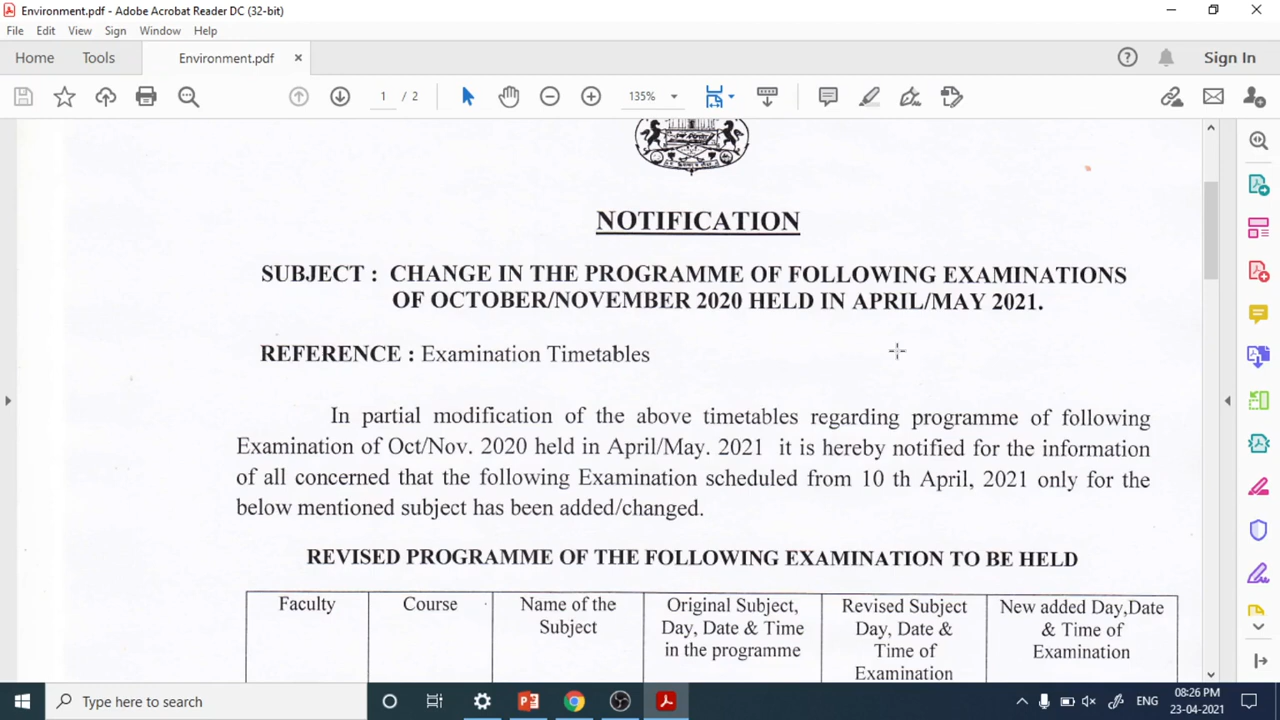 Environment.pdf - Adobe Acrobat Reader DC (32-bit)
File Edit View Sign Window Help
Home Tools Environment.pdf × Sign In
1 / 2 135%
NOTIFICATION
SUBJECT : CHANGE IN THE PROGRAMME OF FOLLOWING EXAMINATIONS
OF OCTOBER/NOVEMBER 2020 HELD IN APRIL/MAY 2021.
REFERENCE : Examination Timetables
In partial modification of the above timetables regarding programme of following
Examination of Oct/Nov. 2020 held in April/May. 2021 it is hereby notified for the information
of all concerned that the following Examination scheduled from 10 th April, 2021 only for the
below mentioned subject has been added/changed.
REVISED PROGRAMME OF THE FOLLOWING EXAMINATION TO BE HELD
Faculty
Course
Name of the
Subject
Original Subject,
Day, Date & Time
in the programme
Revised Subject
Day, Date &
Time of
Examination
New added Day,Date
& Time of
Examination
Type here to search
ENG
08:26 PM
23-04-2021